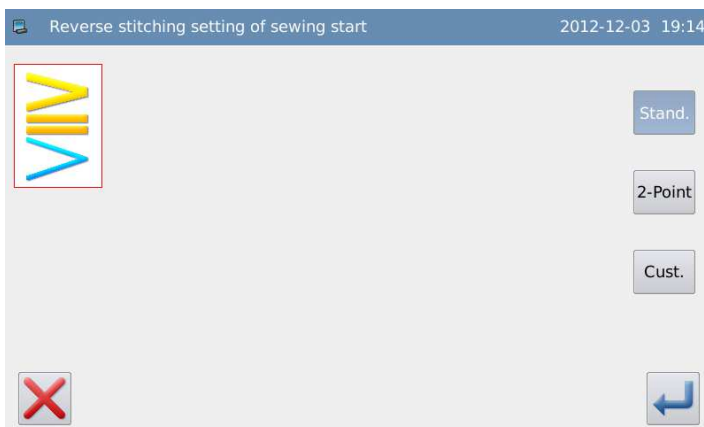 Reverse stitching setting of sewing start 2012-12-03 19:14
Stand.
2-Point
Cust.